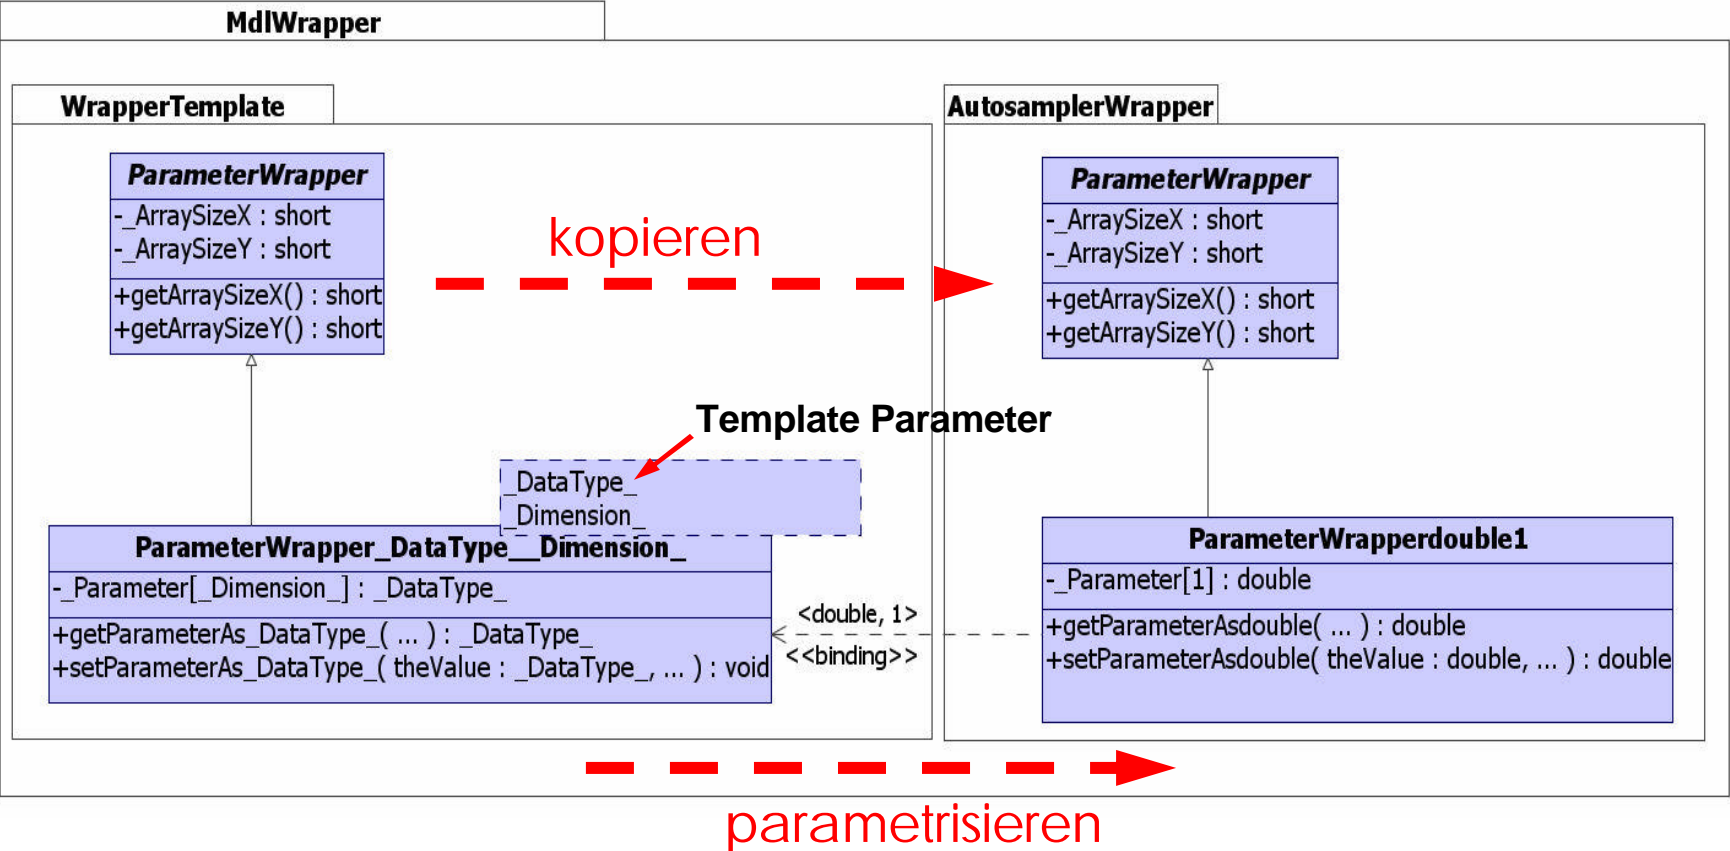 MdlWrapper
WrapperTemplate
ParameterWrapper
-_ArraySizeX : short
-_ArraySizeY : short
+getArraySizeX() : short
+getArraySizeY() : short
kopieren
AutosamplerWrapper
ParameterWrapper
-_ArraySizeX : short
-_ArraySizeY : short
+getArraySizeX() : short
+getArraySizeY() : short
Template Parameter
_DataType_
_Dimension_
ParameterWrapper_DataType__Dimension_
-_Parameter[_Dimension_] : _DataType_
+getParameterAs_DataType_( ... ) : _DataType_
+setParameterAs_DataType_( theValue : _DataType_, ... ) : void
<double, 1>
<<binding>>
ParameterWrapperdouble1
-_Parameter[1] : double
+getParameterAsdouble( ... ) : double
+setParameterAsdouble( theValue : double, ... ) : double
parametrisieren